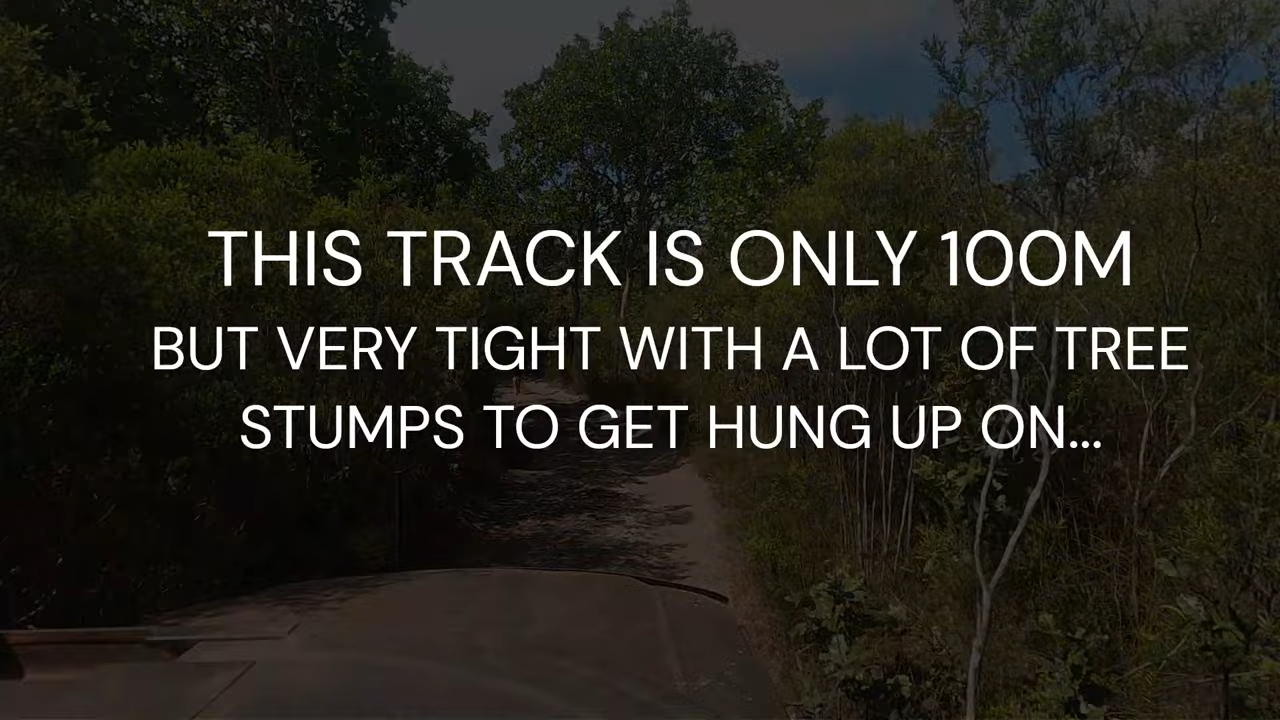 THIS TRACK IS ONLY 100M
BUT VERY TIGHT WITH A LOT OF TREE
STUMPS TO GET HUNG UP ON...